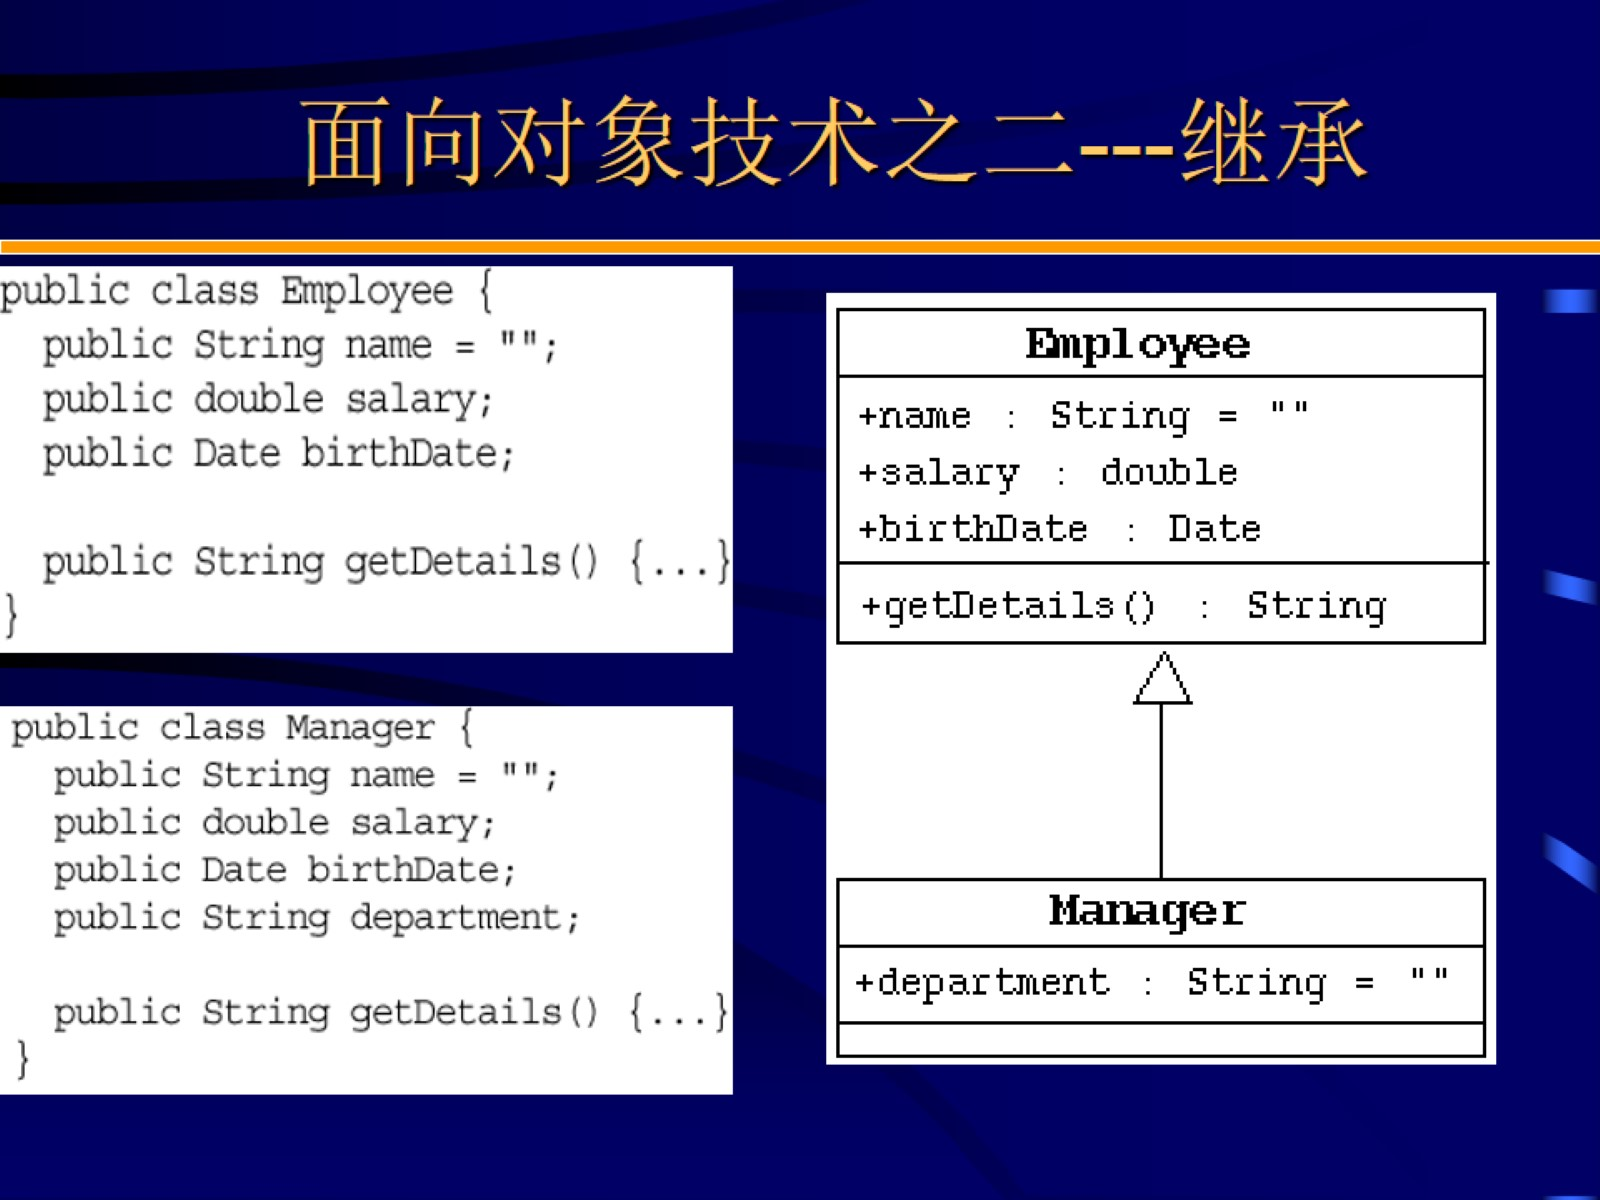 面向对象技术之二---继承
public class Employee {
public String name = "";
public double salary;
public Date birthDate;
public String getDetails() {...}
}
public class Manager {
public String name = "";
public double salary;
public Date birthDate;
public String department;
public String getDetails() {...}
}
Employee
+name : String = ""
+salary : double
+birthDate : Date
+getDetails() : String
Manager
+department : String = ""